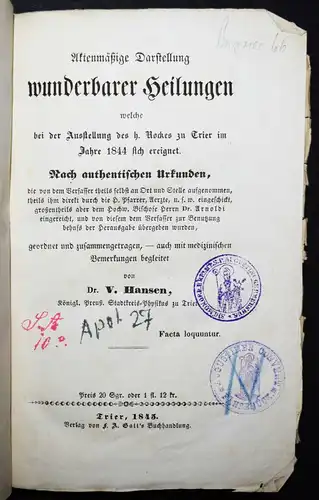 Aktenmäßige Darstellung
wunderbarer Heilungen
welche
bei der Ausstellung des h. Rockes zu Trier im
Jahre 1844 sich ereignet.
Nach authentischen Urkunden,
die von dem Verfasser theils selbst an Ort und Stelle aufgenommen,
theils ihm direkt durch die H. Pfarrer, Aerzte, u. s. w. eingeschickt,
großentheils aber dem Hochw. Bischofe Herrn Dr. Arnoldi
eingereicht, und von diesem dem Verfasser zur Benutzung
behufs der Herausgabe übergeben wurden,
geordnet und zusammengetragen, — auch mit medizinischen
Bemerkungen begleitet
von
Dr. V. Hansen,
Königl. Preuß. Stadtkreis-Physikus zu Trier
Apol 27
Facta loquuntur.
Preis 20 Sgr. oder 1 fl. 12 kr.
Trier, 1845.
Verlag von F. A. Gall's Buchhandlung.